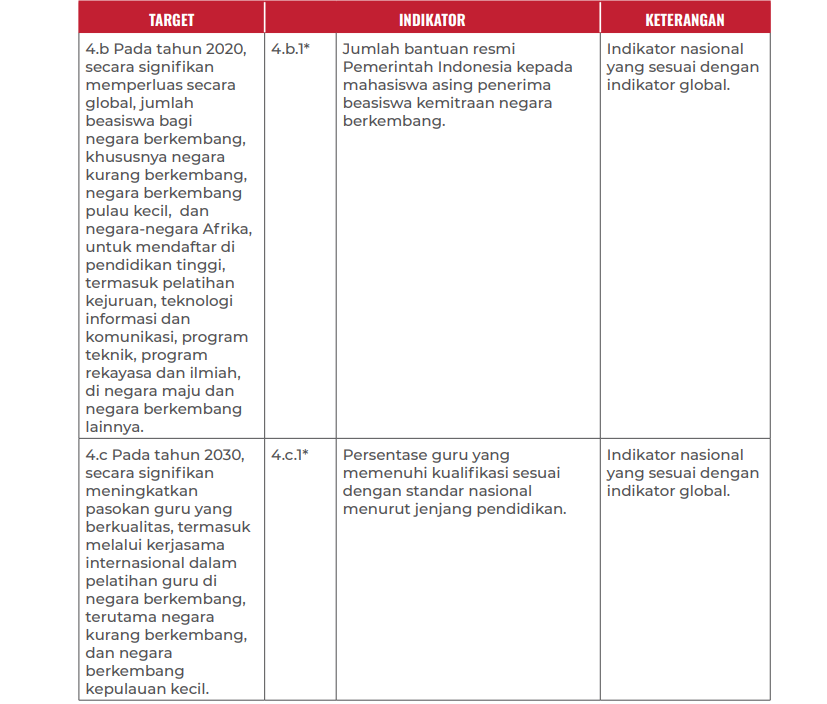 TARGET INDIKATOR KETERANGAN
4.b Pada tahun 2020,
secara signifikan
memperluas secara
global, jumlah
beasiswa bagi
negara berkembang,
khususnya negara
kurang berkembang,
negara berkembang
pulau kecil, dan
negara-negara Afrika,
untuk mendaftar di
pendidikan tinggi,
termasuk pelatihan
kejuruan, teknologi
informasi dan
komunikasi, program
teknik, program
rekayasa dan ilmiah,
di negara maju dan
negara berkembang
lainnya.
4.b.1*
Jumlah bantuan resmi
Pemerintah Indonesia kepada
mahasiswa asing penerima
beasiswa kemitraan negara
berkembang.
Indikator nasional
yang sesuai dengan
indikator global.
4.c Pada tahun 2030,
secara signifikan
meningkatkan
pasokan guru yang
berkualitas, termasuk
melalui kerjasama
internasional dalam
pelatihan guru di
negara berkembang,
terutama negara
kurang berkembang,
dan negara
berkembang
kepulauan kecil.
4.c.1*
Persentase guru yang
memenuhi kualifikasi sesuai
dengan standar nasional
menurut jenjang pendidikan.
Indikator nasional
yang sesuai dengan
indikator global.